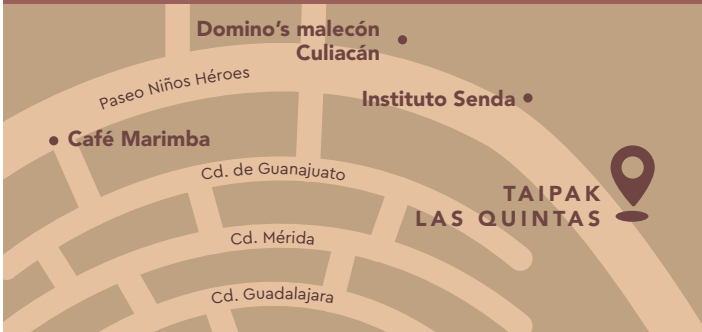 Domino's malecón
Culiacán
Paseo Niños Héroes
Instituto Senda
Café Marimba
Cd. de Guanajuato
TAIPAK
LAS QUINTAS
Cd. Mérida
Cd. Guadalajara